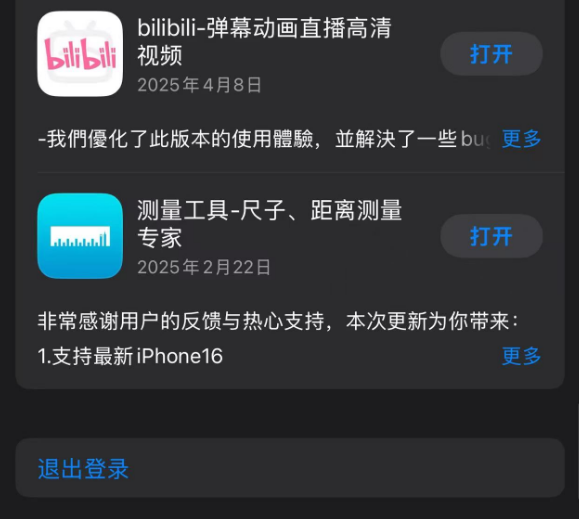 bilibili
bilibili-弹幕动画直播高清
视频
2025年4月8日
打开
-我們優化了此版本的使用體驗，並解決了一些bug
更多
测量工具-尺子、距离测量
专家
2025年2月22日
打开
非常感谢用户的反馈与热心支持，本次更新为你带来：
1.支持最新iPhone16
更多
退出登录